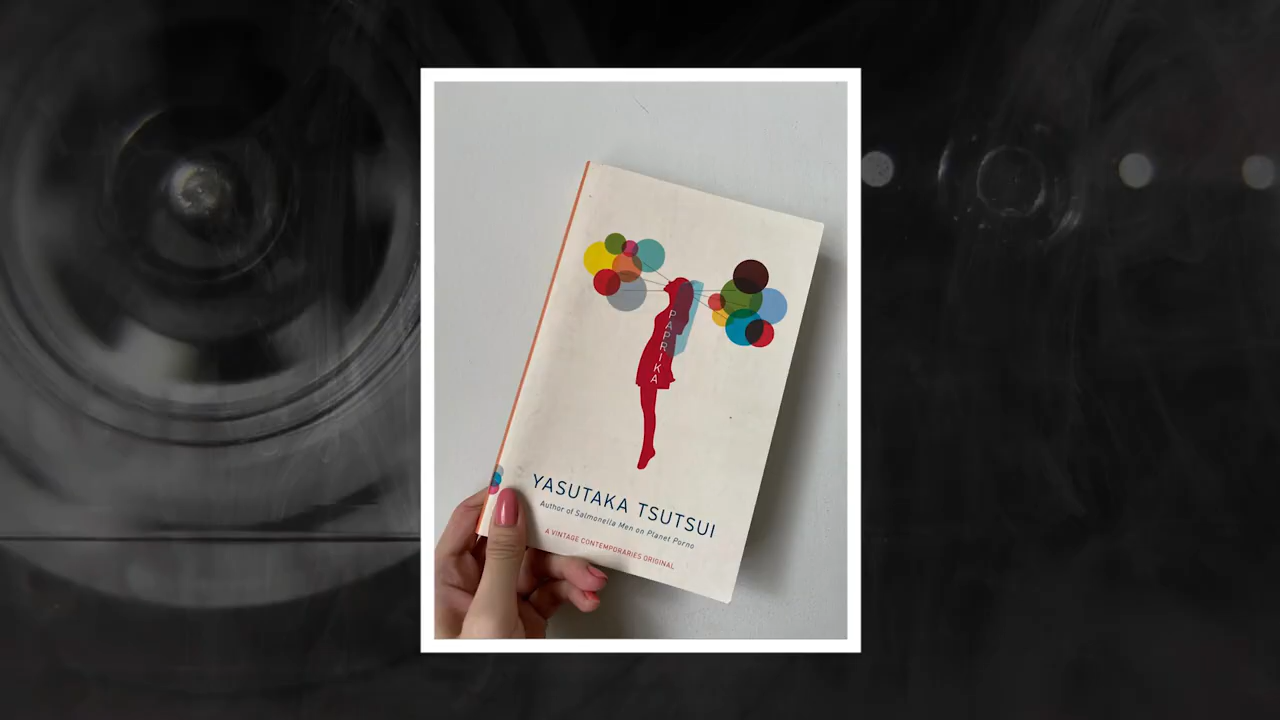 PAPRIKA
YASUTAKA TSUTSUI
Author of Salmonella Men on Planet Porno
A VINTAGE CONTEMPORARIES ORIGINAL